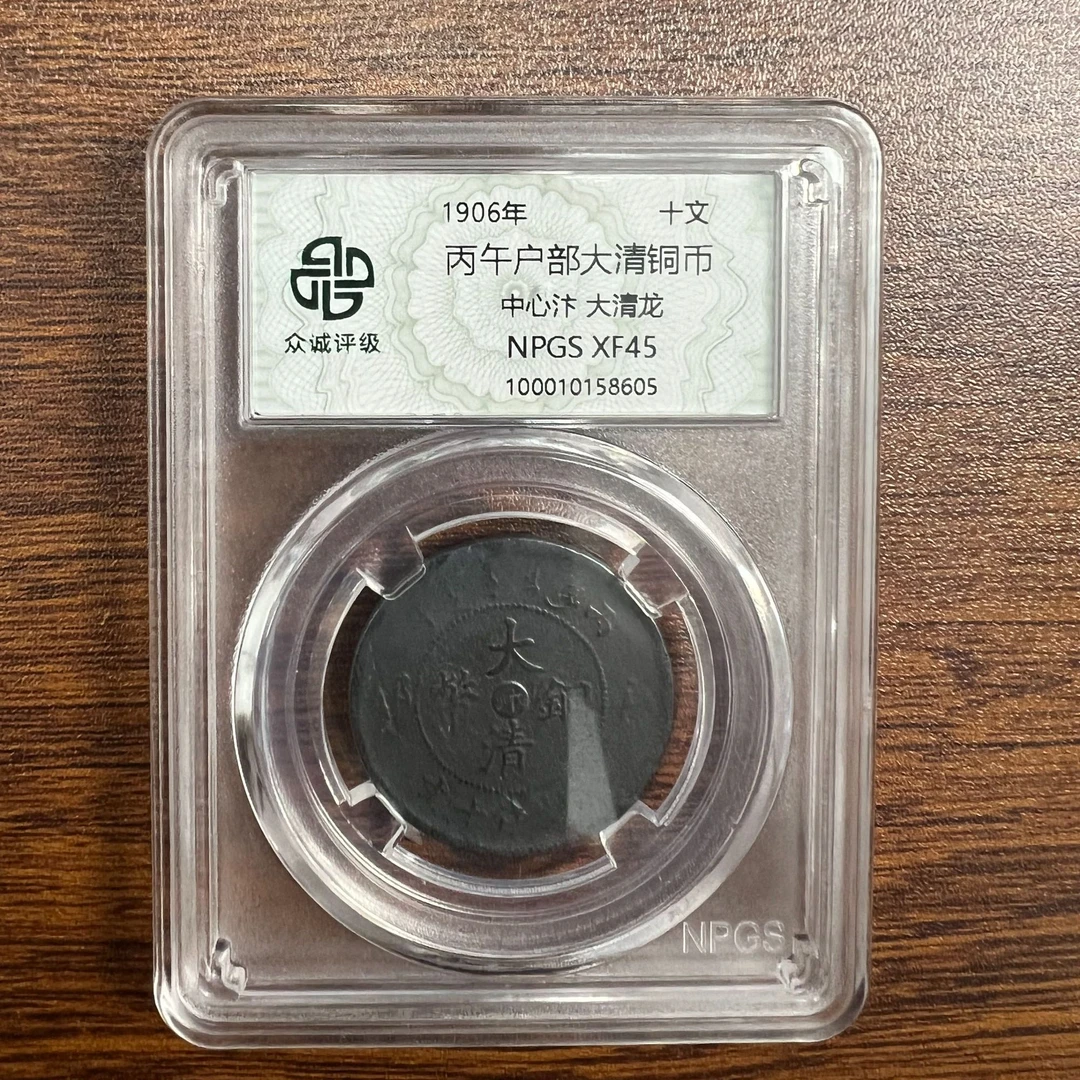 1906年 十文
丙午户部大清铜币
中心汴 大清龙
NPGS XF45
100010158605
众诚评级
大
清
NPGS